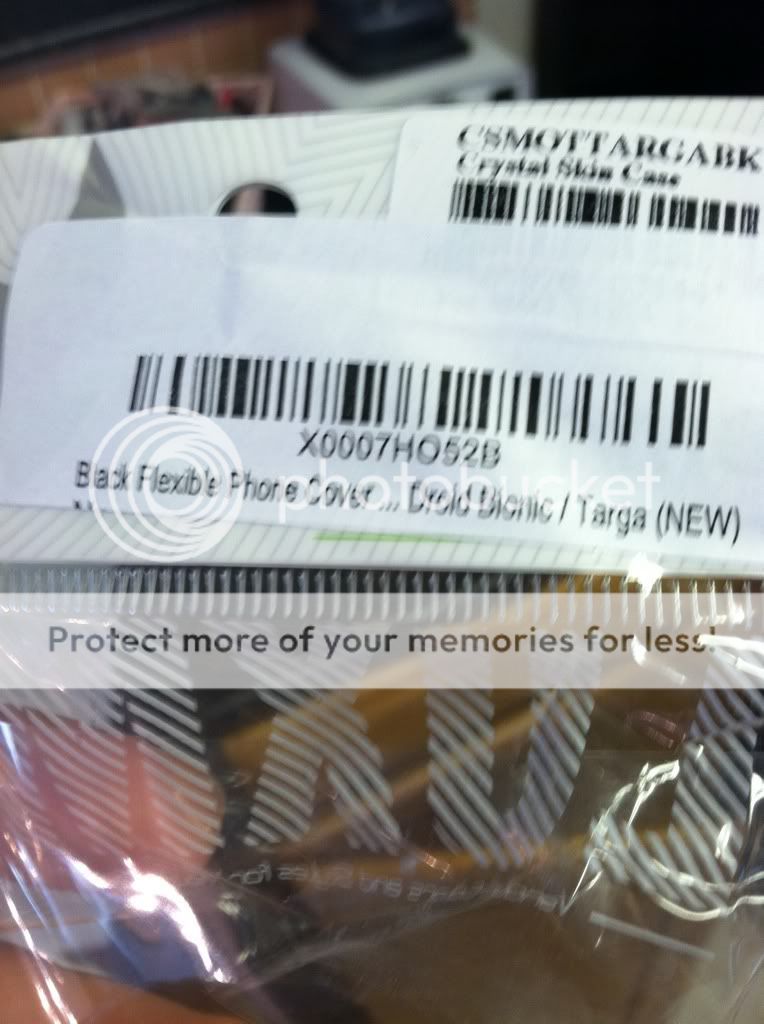 CSMOTTARGABK
Crystal Skin Case
X0007HO52B
Black Flexible Phone Cover ... Droid Bionic / Targa (NEW)
photobucket
Protect more of your memories for less!